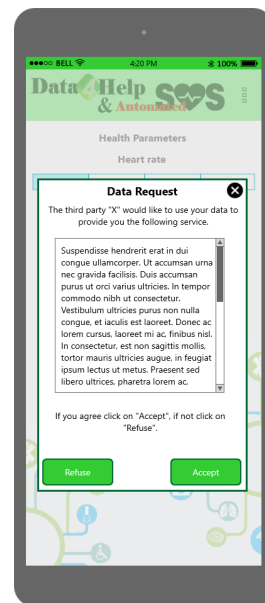 BELL 4:20 PM 100%
Data4Help
& Automated SOS
Health Parameters
Heart rate
Data Request
The third party "X" would like to use your data to
provide you the following service.
Suspendisse hendrerit erat in dui
congue ullamcorper. Ut accumsan urna
nec gravida facilisis. Duis accumsan
purus ut orci varius ultricies. In tempor
commodo nibh ut consectetur.
Vestibulum ultricies purus non nulla
congue, et iaculis est laoreet. Donec ac
lorem cursus, laoreet mi ac, finibus nisl.
In consectetur, est non sagittis mollis,
tortor mauris ultricies augue, in feugiat
ipsum lectus ut metus. Praesent sed
libero ultrices, pharetra lorem ac.
If you agree click on "Accept", if not click on
"Refuse".
Refuse Accept